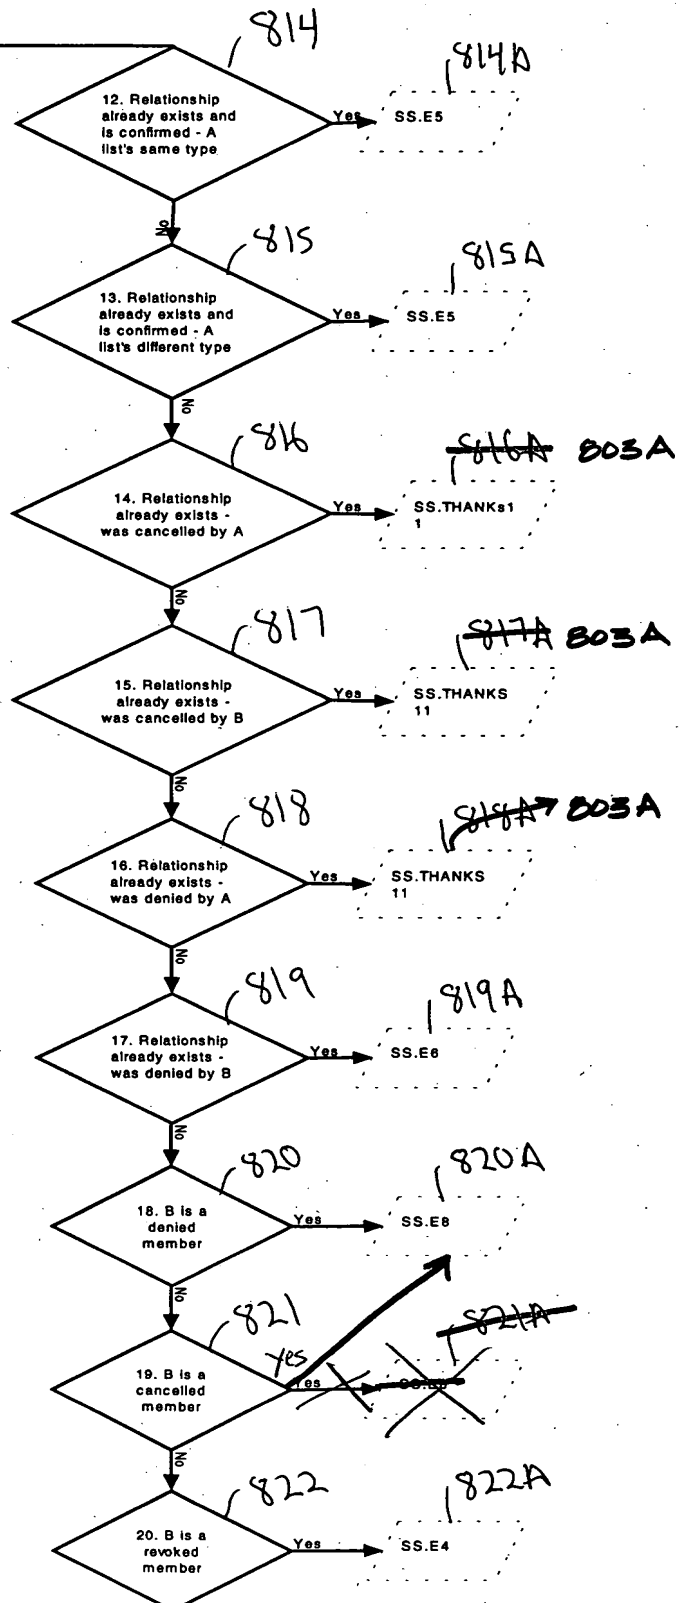 814
814A
12. Relationship
already exists and
is confirmed - A
list's same type
Yes
SS.E5
No
815
815A
13. Relationship
already exists and
is confirmed - A
list's different type
Yes
SS.E5
No
816
816A 803A
14. Relationship
already exists -
was cancelled by A
Yes
SS.THANKs1
1
No
817
817A 803A
15. Relationship
already exists -
was cancelled by B
Yes
SS.THANKS
11
No
818
818A 803A
16. Relationship
already exists -
was denied by A
Yes
SS.THANKS
11
No
819
819A
17. Relationship
already exists -
was denied by B
Yes
SS.E6
No
820
820A
18. B is a
denied
member
Yes
SS.E8
No
821
821A
yes
19. B is a
cancelled
member
Yes
No
822
822A
20. B is a
revoked
member
Yes
SS.E4